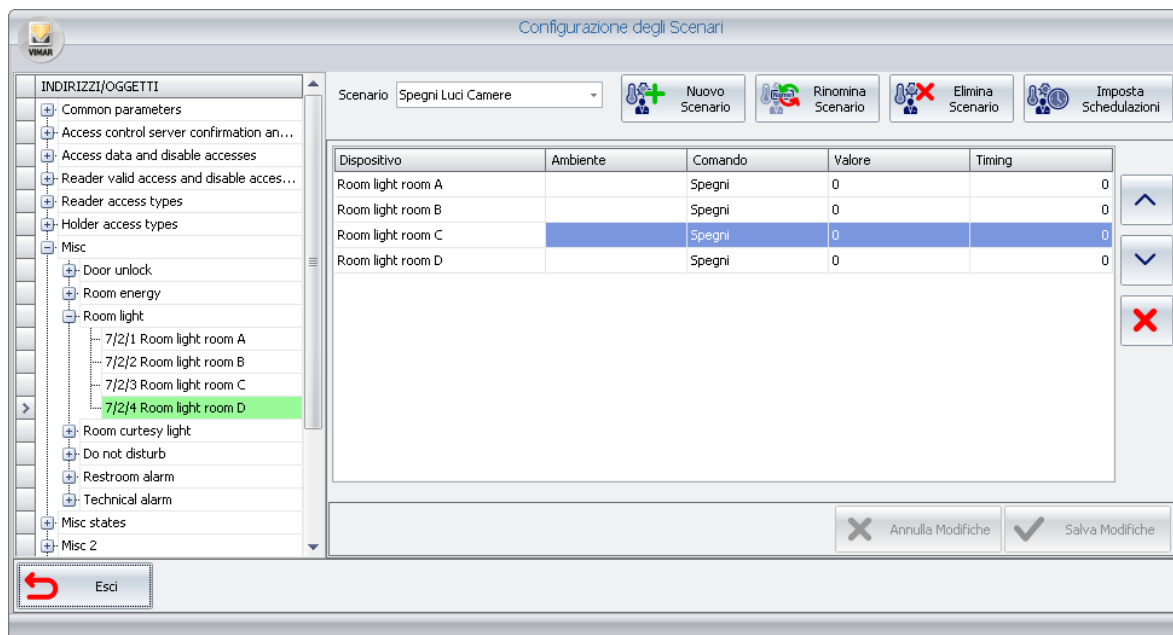 Configurazione degli Scenari
VIMAR
INDIRIZZI/OGGETTI
Common parameters
Access control server confirmation an...
Access data and disable accesses
Reader valid access and disable acces...
Reader access types
Holder access types
Misc
Door unlock
Room energy
Room light
7/2/1 Room light room A
7/2/2 Room light room B
7/2/3 Room light room C
7/2/4 Room light room D
Room curtesy light
Do not disturb
Restroom alarm
Technical alarm
Misc states
Misc 2
Scenario Spegni Luci Camere
Nuovo
Scenario
Rinomina
Scenario
Elimina
Scenario
Imposta
Schedulazioni
Dispositivo Ambiente Comando Valore Timing
Room light room A Spegni 0 0
Room light room B Spegni 0 0
Room light room C Spegni 0 0
Room light room D Spegni 0 0
Annulla Modifiche
Salva Modifiche
Esci